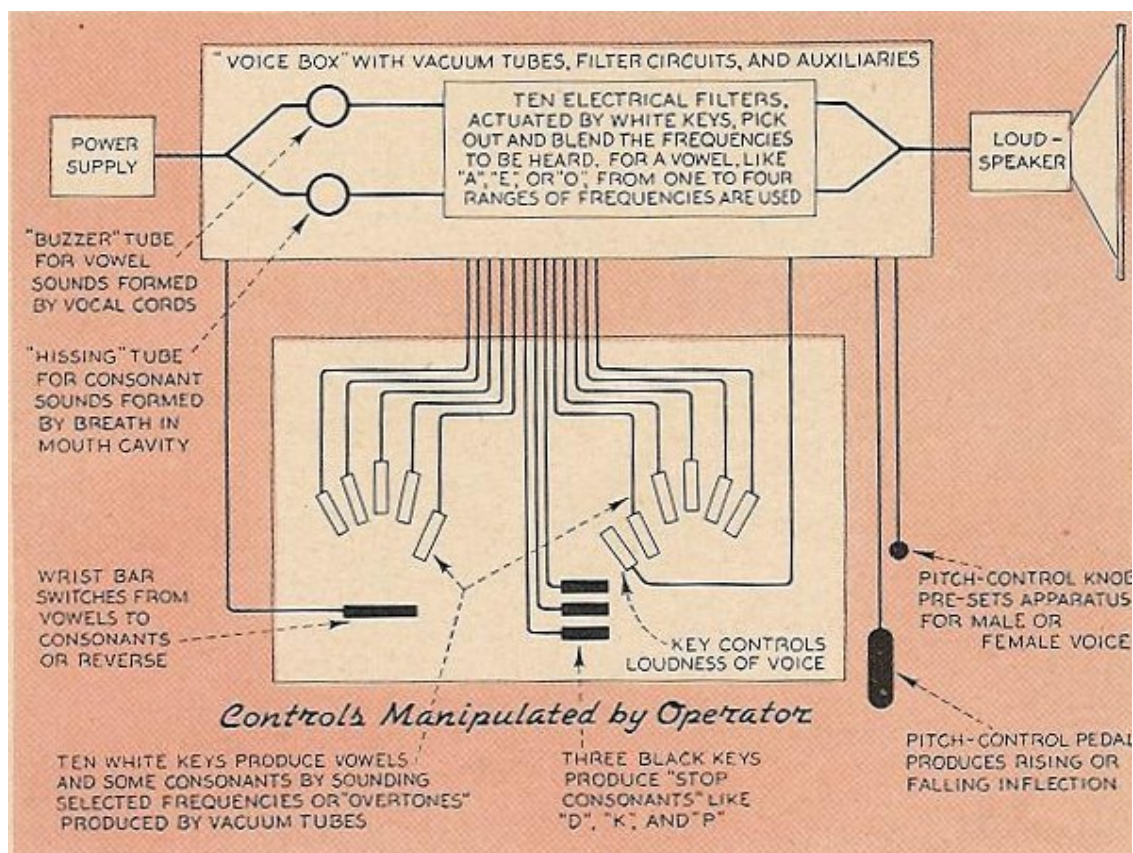 "VOICE BOX" WITH VACUUM TUBES, FILTER CIRCUITS, AND AUXILIARIES
POWER
SUPPLY
TEN ELECTRICAL FILTERS,
ACTUATED BY WHITE KEYS, PICK
OUT AND BLEND THE FREQUENCIES
TO BE HEARD. FOR A VOWEL, LIKE
"A", "E", OR "O", FROM ONE TO FOUR
RANGES OF FREQUENCIES ARE USED
LOUD-
SPEAKER
"BUZZER" TUBE
FOR VOWEL
SOUNDS FORMED
BY VOCAL CORDS
"HISSING" TUBE
FOR CONSONANT
SOUNDS FORMED
BY BREATH IN
MOUTH CAVITY
WRIST BAR
SWITCHES FROM
VOWELS TO
CONSONANTS
OR REVERSE
KEY CONTROLS
LOUDNESS OF VOICE
PITCH-CONTROL KNOB
PRE-SETS APPARATUS
FOR MALE OR
FEMALE VOICE
Controls Manipulated by Operator
TEN WHITE KEYS PRODUCE VOWELS
AND SOME CONSONANTS BY SOUNDING
SELECTED FREQUENCIES OR "OVERTONES"
PRODUCED BY VACUUM TUBES
THREE BLACK KEYS
PRODUCE "STOP
CONSONANTS" LIKE
"D", "K", AND "P"
PITCH-CONTROL PEDAL
PRODUCES RISING OR
FALLING INFLECTION